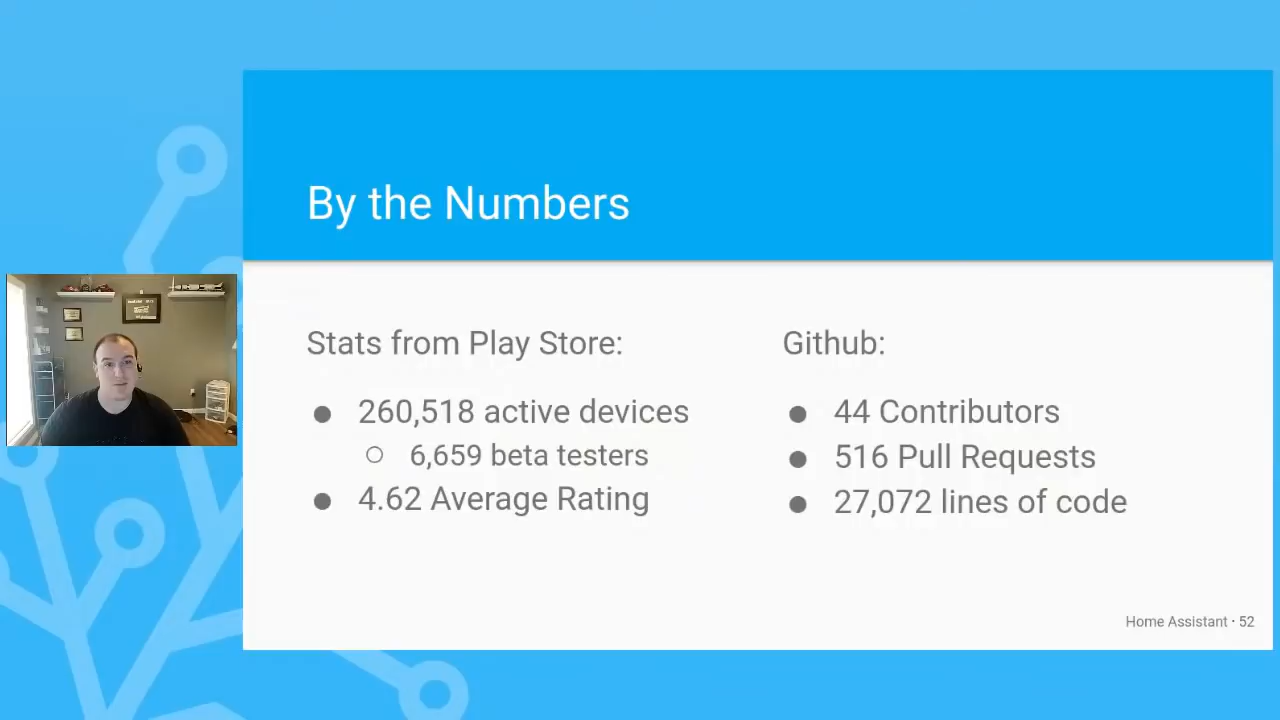 By the Numbers
Stats from Play Store:
● 260,518 active devices
○ 6,659 beta testers
● 4.62 Average Rating
Github:
● 44 Contributors
● 516 Pull Requests
● 27,072 lines of code
Home Assistant · 52